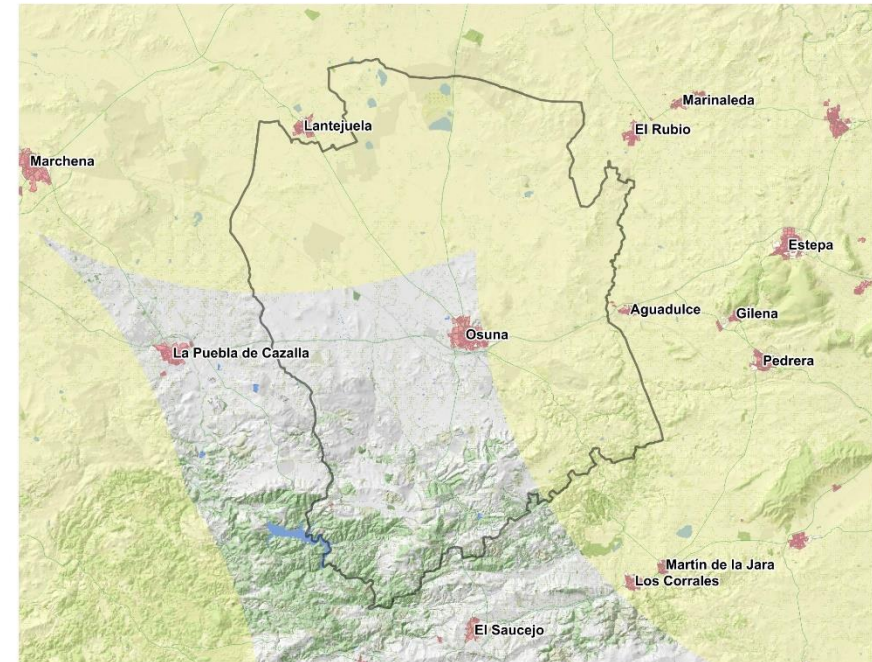 Marinaleda
Lantejuela
El Rubio
Marchena
Estepa
Aguadulce
Gilena
Osuna
La Puebla de Cazalla
Pedrera
Martín de la Jara
Los Corrales
El Saucejo